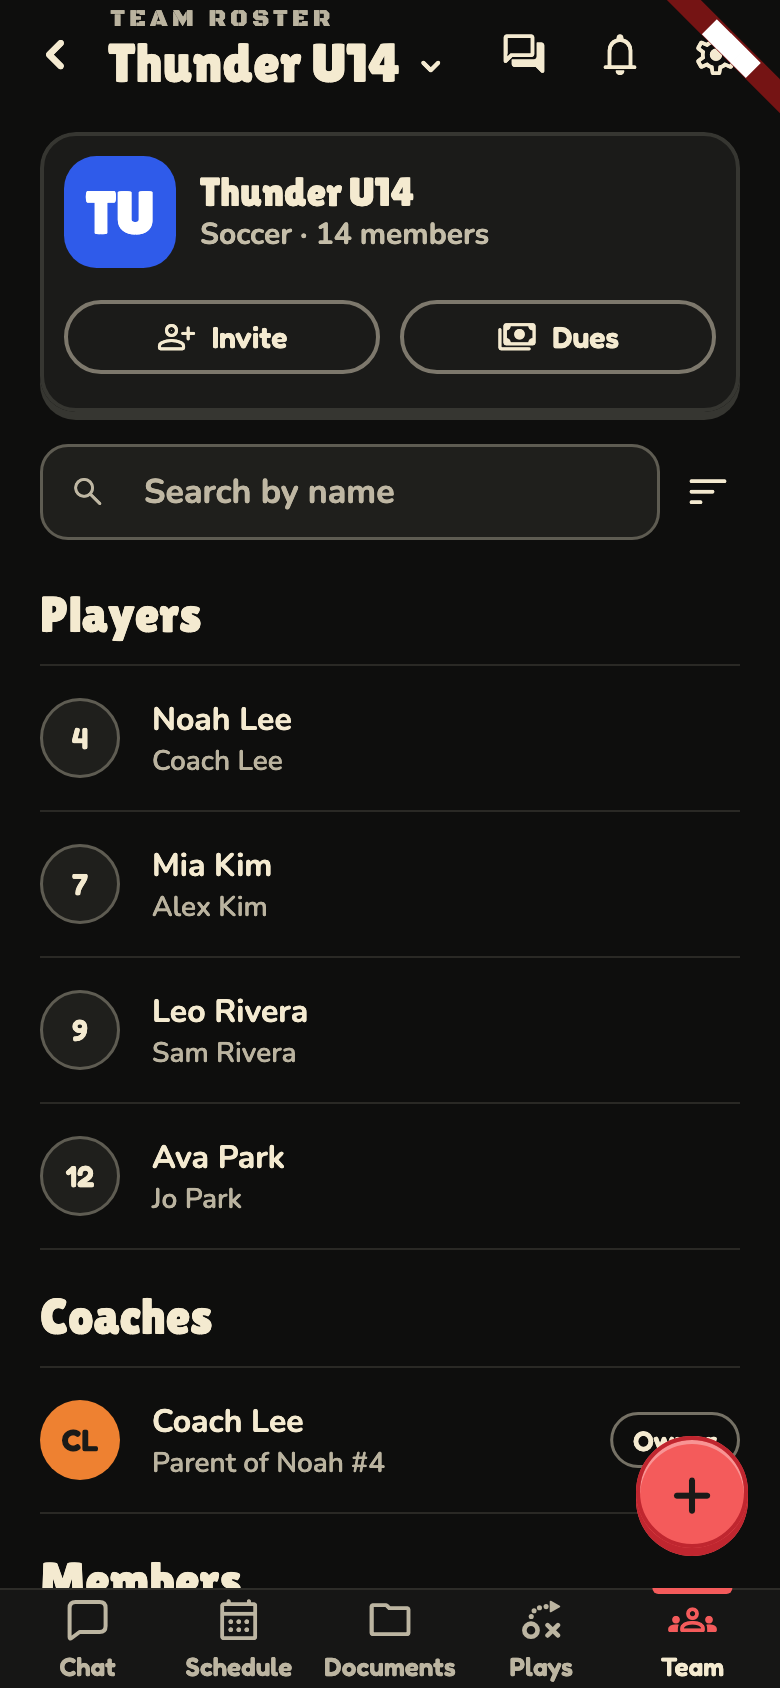 TEAM ROSTER
Thunder U14
TU
Thunder U14
Soccer · 14 members
Invite
Dues
Search by name
Players
4
Noah Lee
Coach Lee
7
Mia Kim
Alex Kim
9
Leo Rivera
Sam Rivera
12
Ava Park
Jo Park
Coaches
CL
Coach Lee
Parent of Noah #4
Members
Chat
Schedule
Documents
Plays
Team